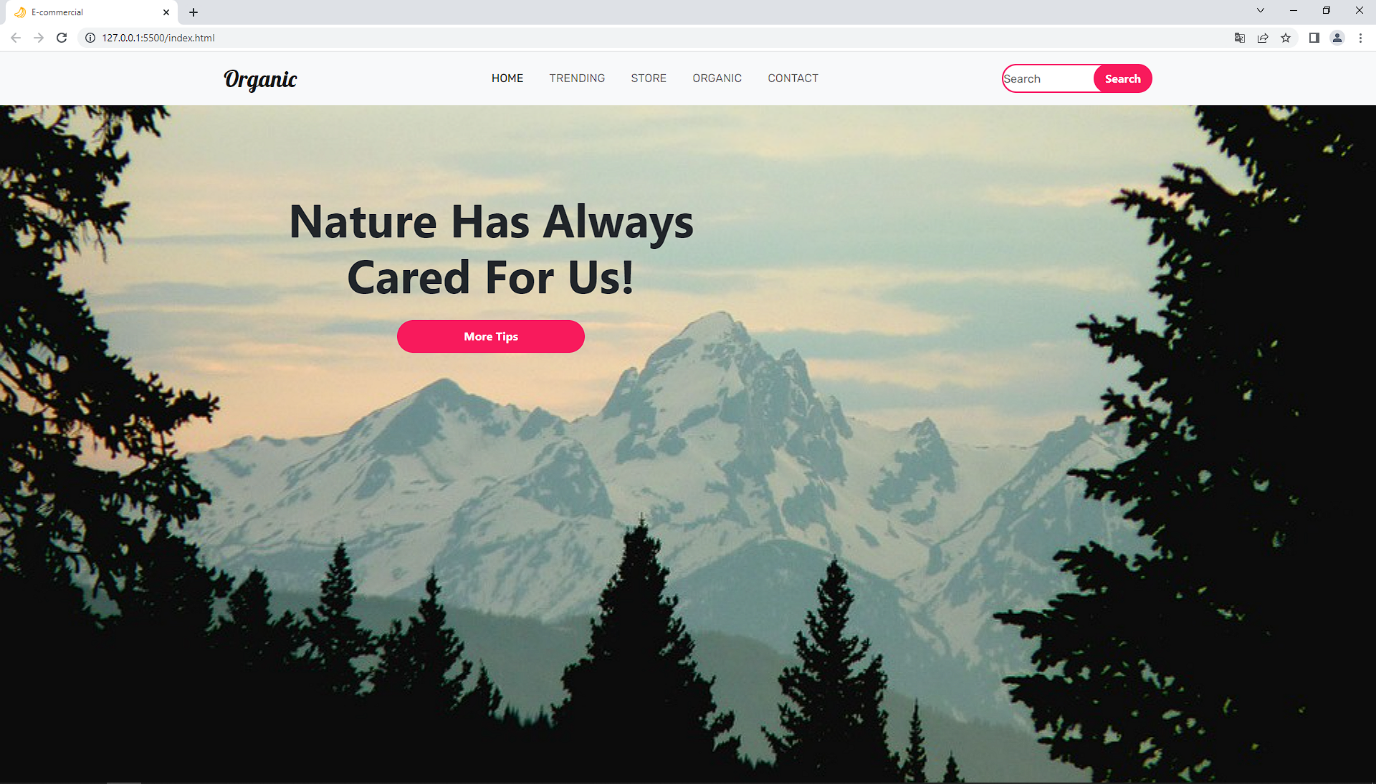 E-commercial
127.0.0.1:5500/index.html
Organic
HOME TRENDING STORE ORGANIC CONTACT
Search Search
Nature Has Always
Cared For Us!
More Tips